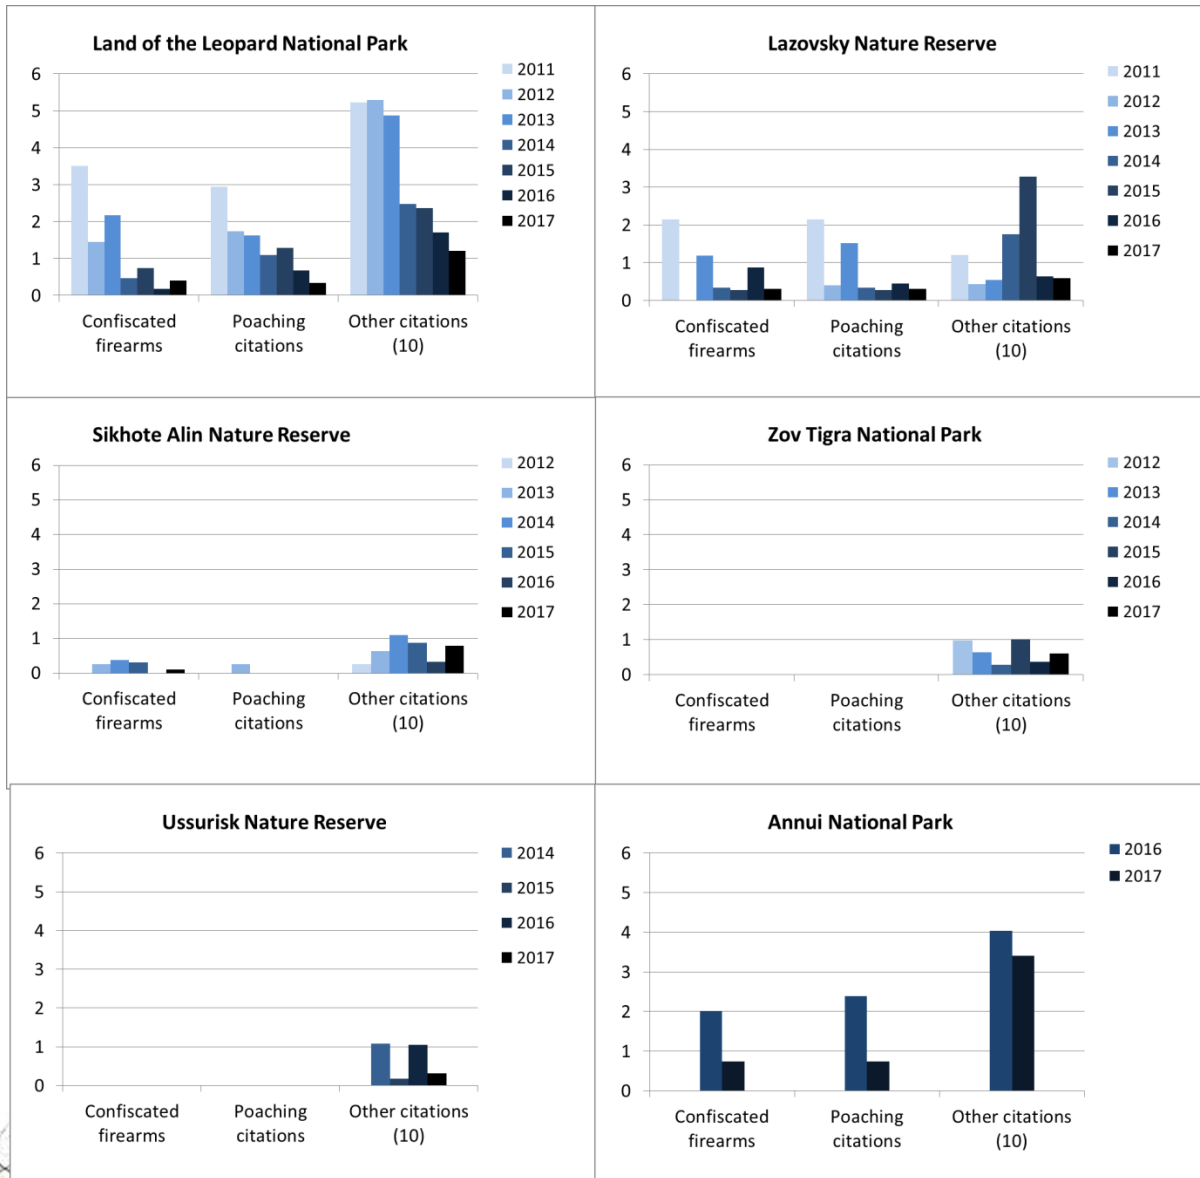 Land of the Leopard National Park
6
5
4
3
2
1
0
Confiscated
firearms
Poaching
citations
Other citations
(10)
2011
2012
2013
2014
2015
2016
2017
Lazovsky Nature Reserve
6
5
4
3
2
1
0
Confiscated
firearms
Poaching
citations
Other citations
(10)
2011
2012
2013
2014
2015
2016
2017
Sikhote Alin Nature Reserve
6
5
4
3
2
1
0
Confiscated
firearms
Poaching
citations
Other citations
(10)
2012
2013
2014
2015
2016
2017
Zov Tigra National Park
6
5
4
3
2
1
0
Confiscated
firearms
Poaching
citations
Other citations
(10)
2012
2013
2014
2015
2016
2017
Ussurisk Nature Reserve
6
5
4
3
2
1
0
Confiscated
firearms
Poaching
citations
Other citations
(10)
2014
2015
2016
2017
Annui National Park
6
5
4
3
2
1
0
Confiscated
firearms
Poaching
citations
Other citations
(10)
2016
2017